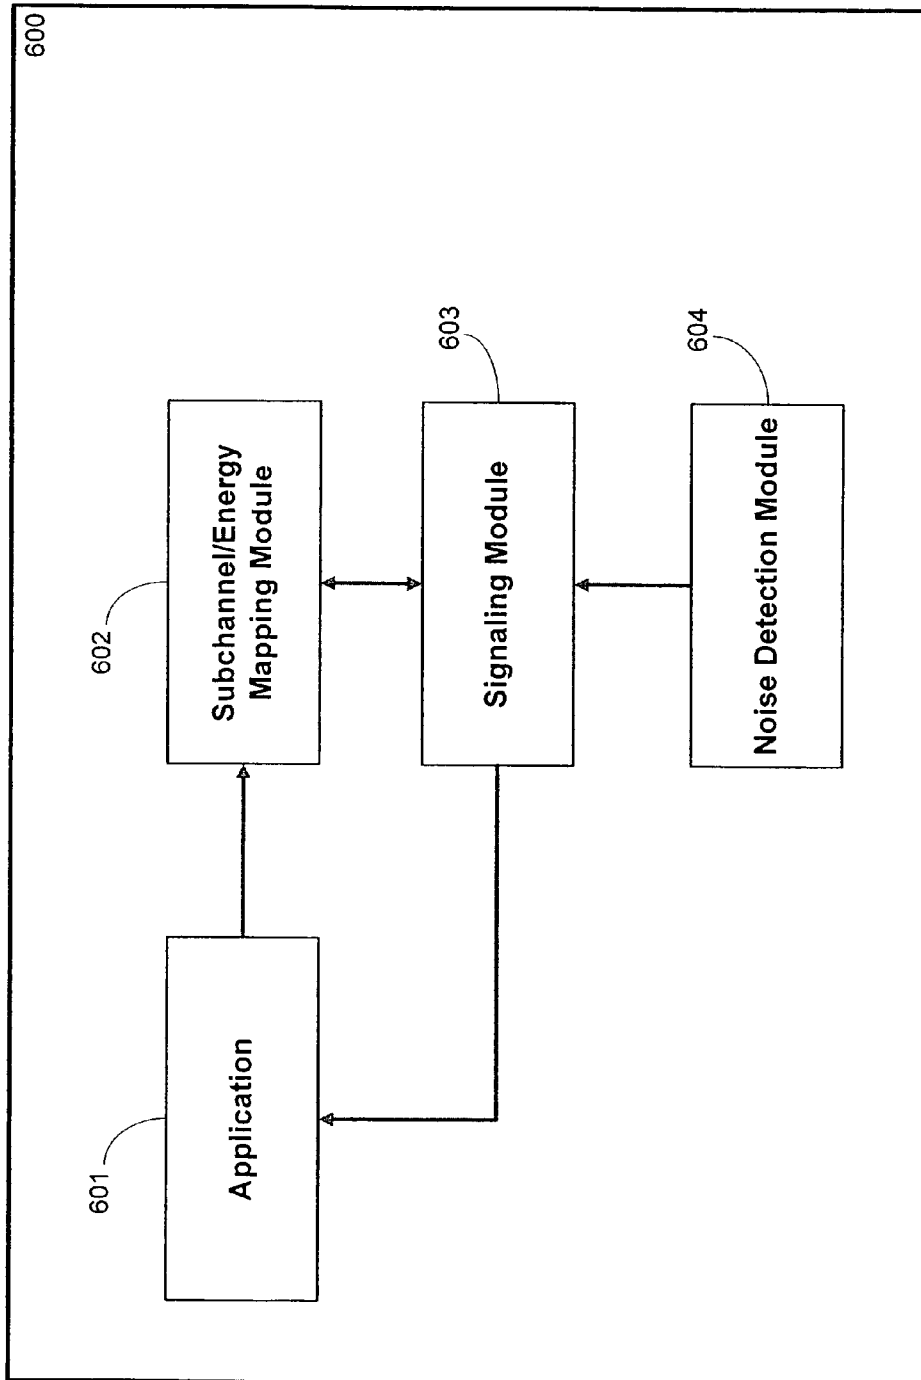 600
601
Application
602
Subchannel/Energy
Mapping Module
603
Signaling Module
604
Noise Detection Module